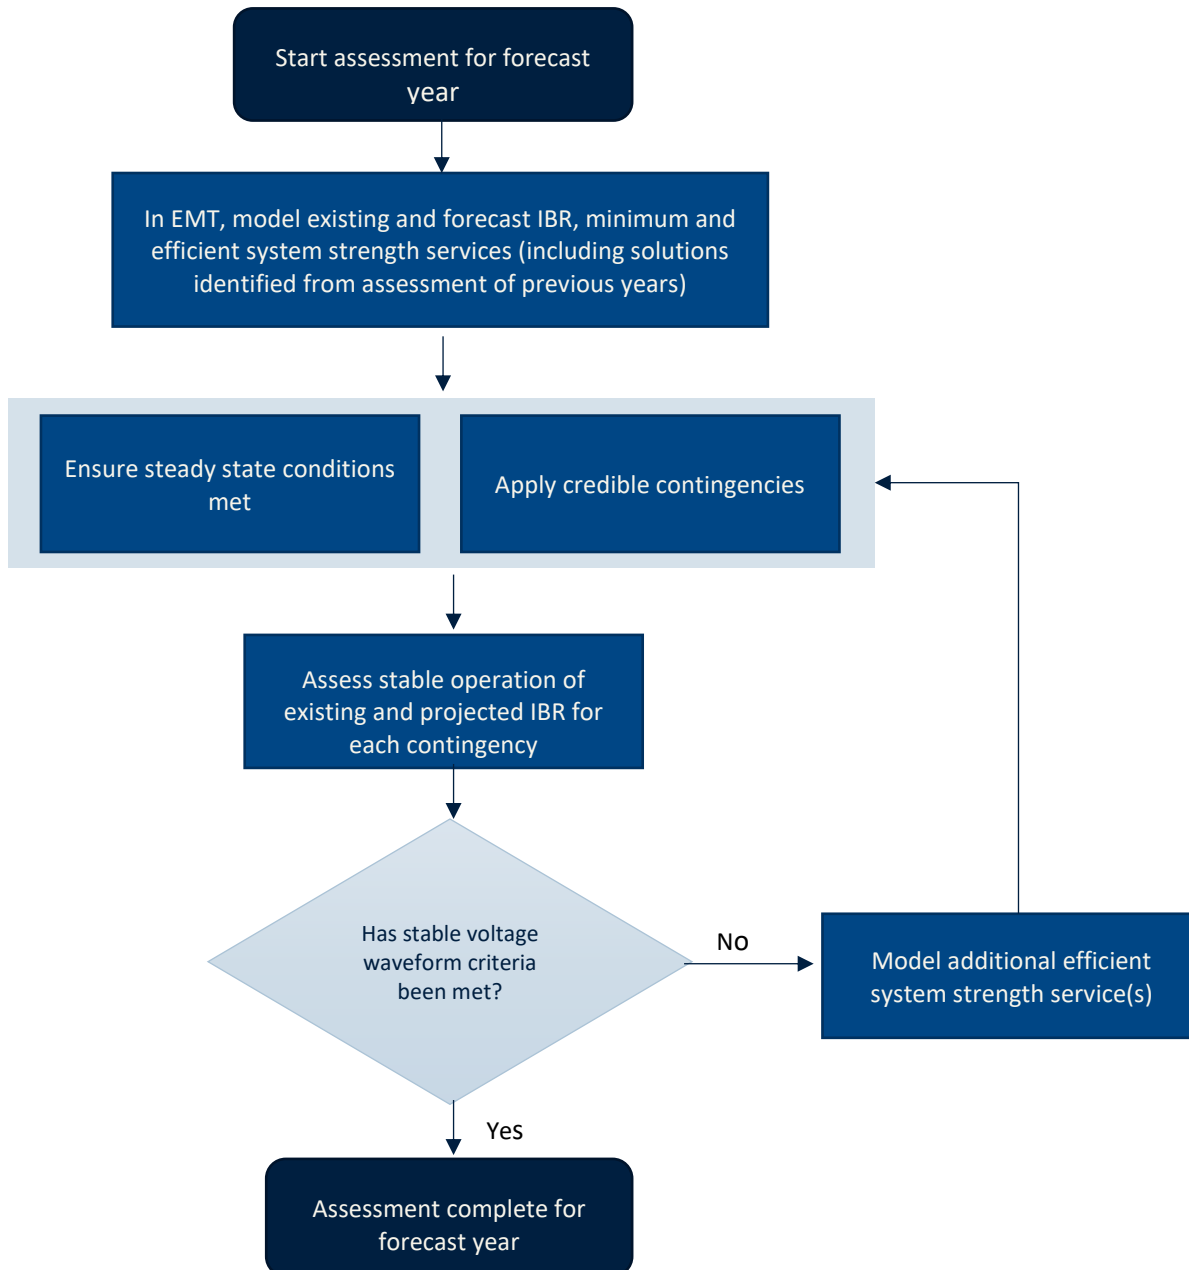 Start assessment for forecast
year
In EMT, model existing and forecast IBR, minimum and
efficient system strength services (including solutions
identified from assessment of previous years)
Ensure steady state conditions
met
Apply credible contingencies
Assess stable operation of
existing and projected IBR for
each contingency
Has stable voltage
waveform criteria
been met?
No
Model additional efficient
system strength service(s)
Yes
Assessment complete for
forecast year